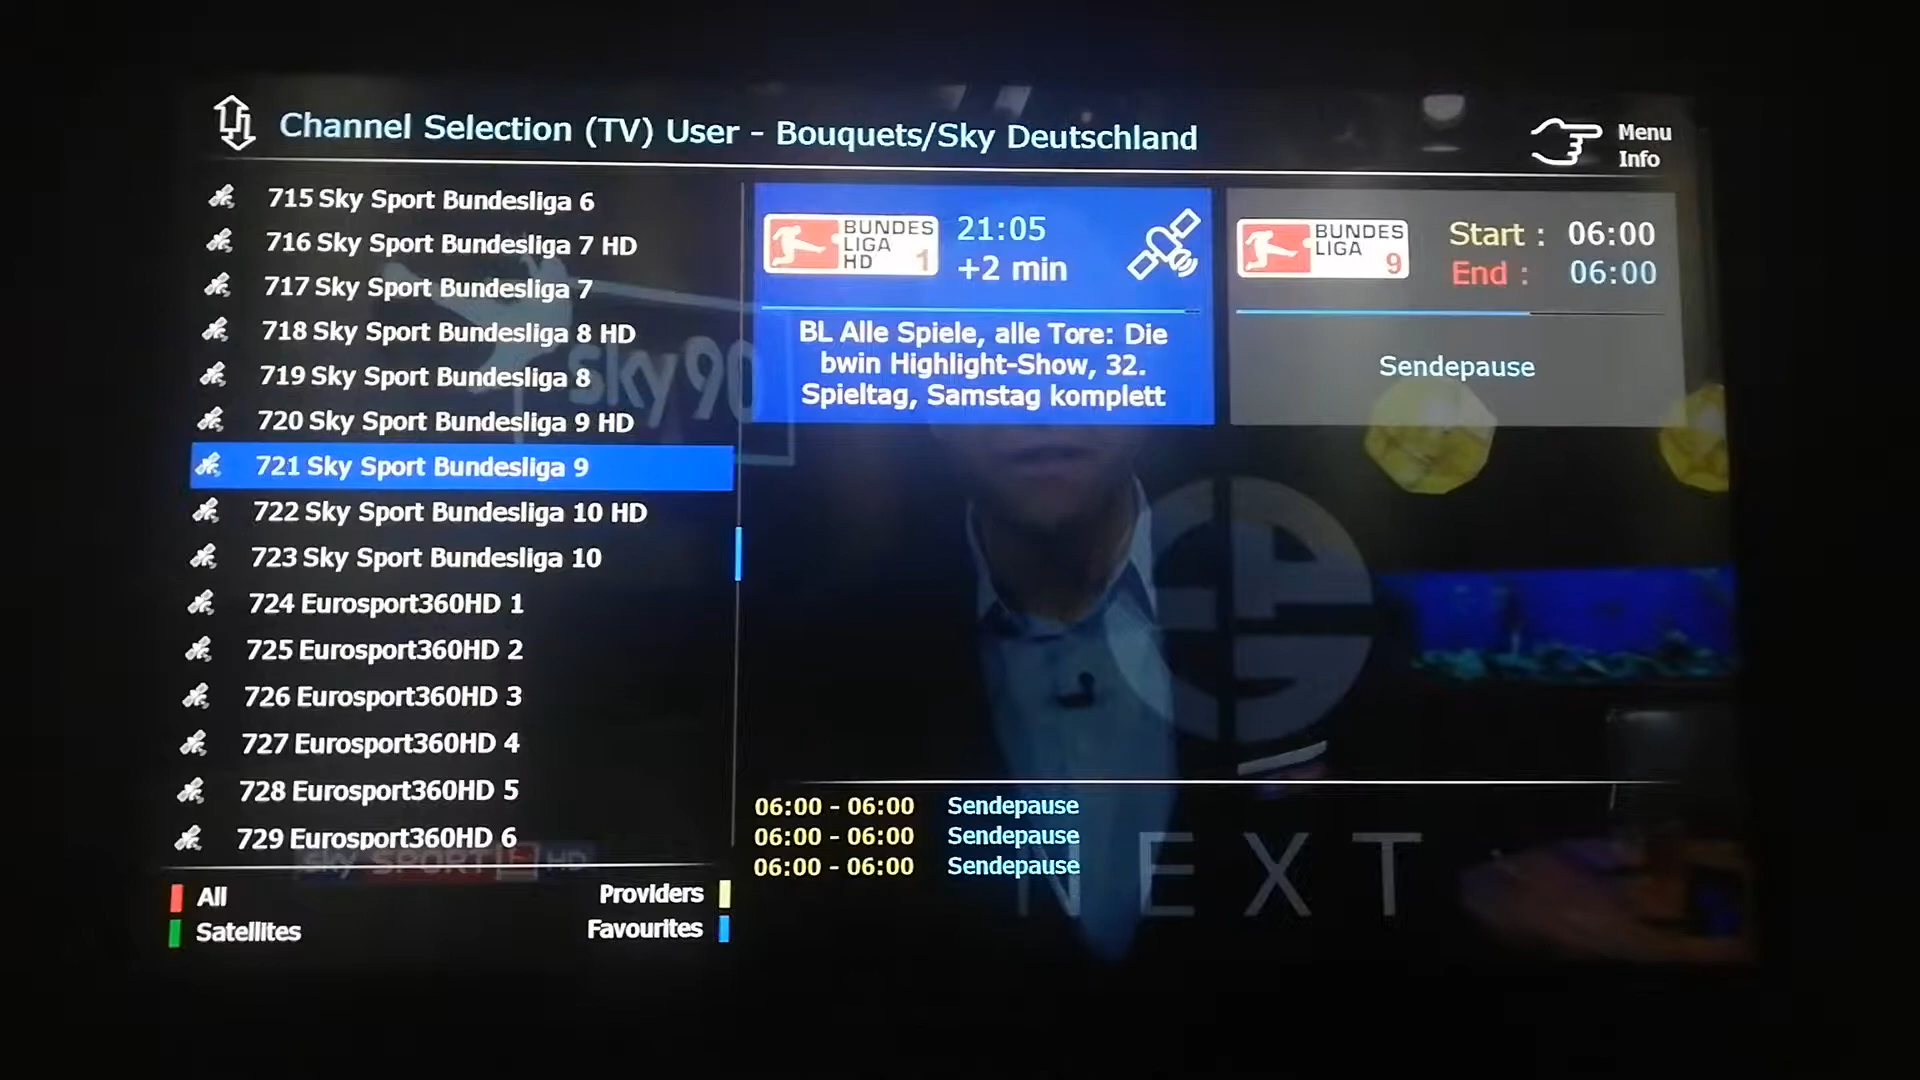 Channel Selection (TV) User - Bouquets/Sky Deutschland
Menu
Info
715 Sky Sport Bundesliga 6
716 Sky Sport Bundesliga 7 HD
717 Sky Sport Bundesliga 7
718 Sky Sport Bundesliga 8 HD
719 Sky Sport Bundesliga 8
720 Sky Sport Bundesliga 9 HD
721 Sky Sport Bundesliga 9
722 Sky Sport Bundesliga 10 HD
723 Sky Sport Bundesliga 10
724 Eurosport360HD 1
725 Eurosport360HD 2
726 Eurosport360HD 3
727 Eurosport360HD 4
728 Eurosport360HD 5
729 Eurosport360HD 6
All
Providers
Satellites
Favourites
BUNDES
LIGA
HD 1
21:05
+2 min
BL Alle Spiele, alle Tore: Die
bwin Highlight-Show, 32.
Spieltag, Samstag komplett
BUNDES
LIGA
9
Start : 06:00
End : 06:00
Sendepause
06:00 - 06:00 Sendepause
06:00 - 06:00 Sendepause
06:00 - 06:00 Sendepause
sky90
sky SPORT HD
NEXT